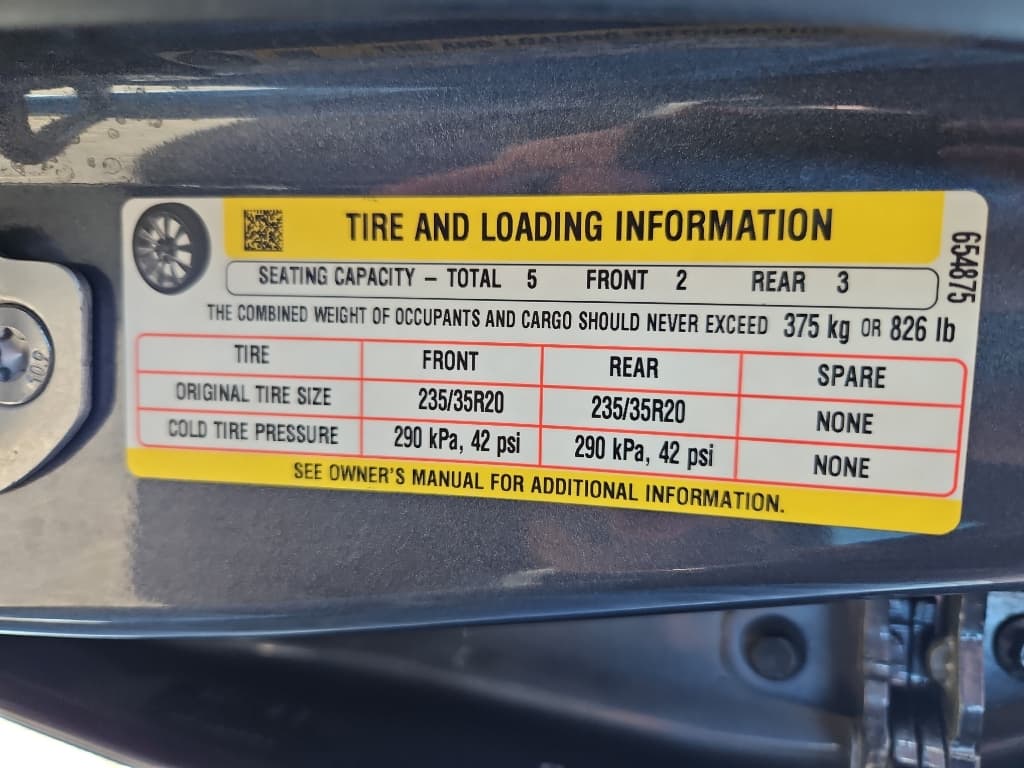 TIRE AND LOADING INFORMATION
SEATING CAPACITY – TOTAL 5 FRONT 2 REAR 3
654875
THE COMBINED WEIGHT OF OCCUPANTS AND CARGO SHOULD NEVER EXCEED 375 kg OR 826 lb
TIRE FRONT REAR SPARE
ORIGINAL TIRE SIZE 235/35R20 235/35R20 NONE
COLD TIRE PRESSURE 290 kPa, 42 psi 290 kPa, 42 psi NONE
SEE OWNER'S MANUAL FOR ADDITIONAL INFORMATION.
10.9